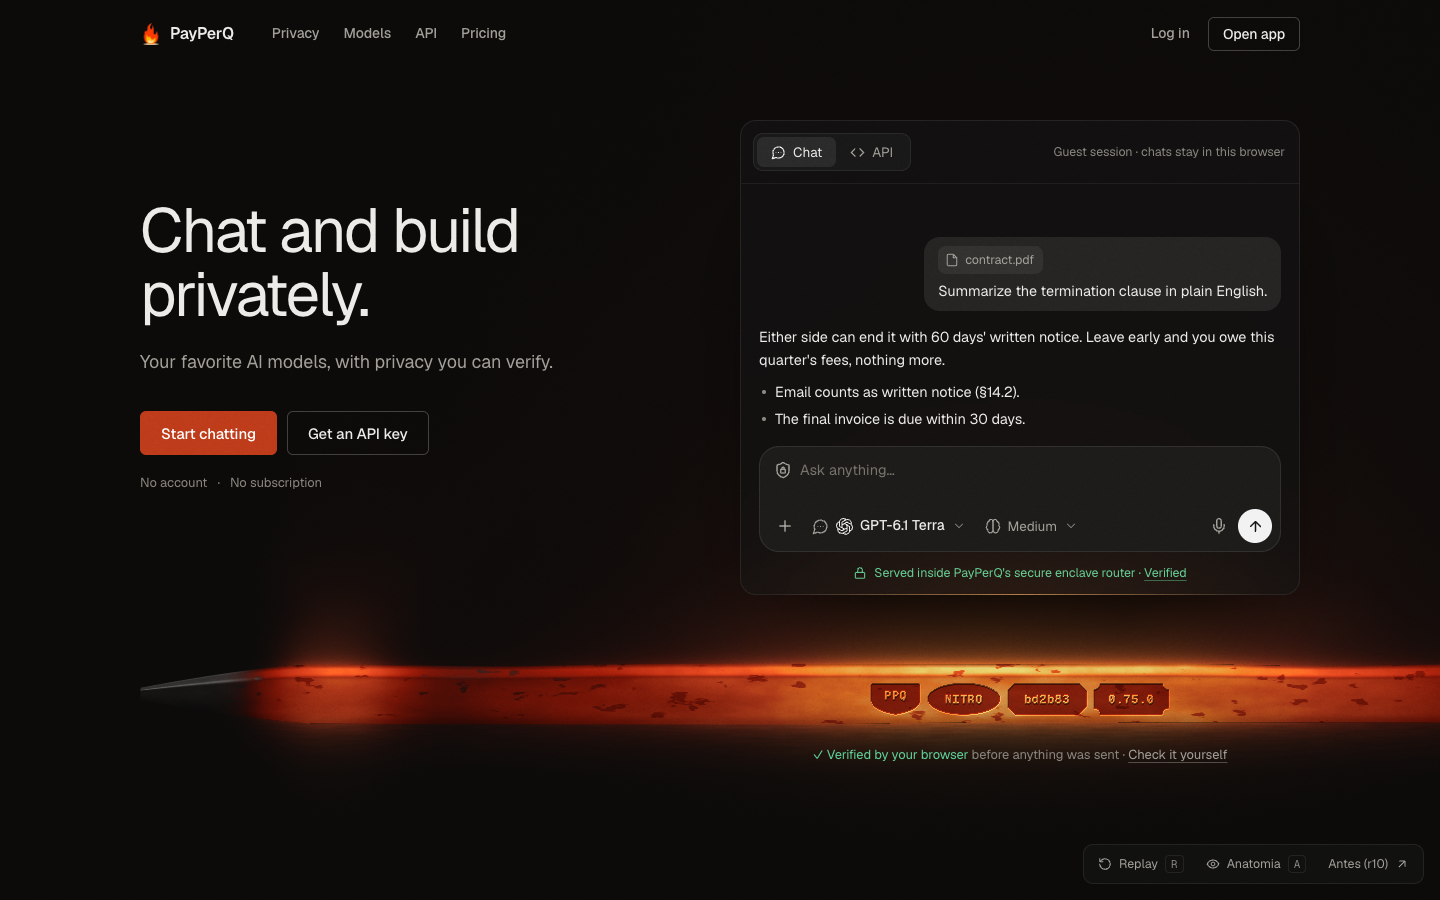 PayPerQ
Privacy
Models
API
Pricing
Log in
Open app
Chat and build
privately.
Your favorite AI models, with privacy you can verify.
Start chatting
Get an API key
No account · No subscription
Chat
API
Guest session · chats stay in this browser
contract.pdf
Summarize the termination clause in plain English.
Either side can end it with 60 days' written notice. Leave early and you owe this
quarter's fees, nothing more.
• Email counts as written notice (§14.2).
• The final invoice is due within 30 days.
Ask anything...
GPT-6.1 Terra
Medium
Served inside PayPerQ's secure enclave router · Verified
PPQ
NITRO
bd2b83
0.75.0
✓ Verified by your browser before anything was sent · Check it yourself
Replay R
Anatomia A
Antes (r10) ↗